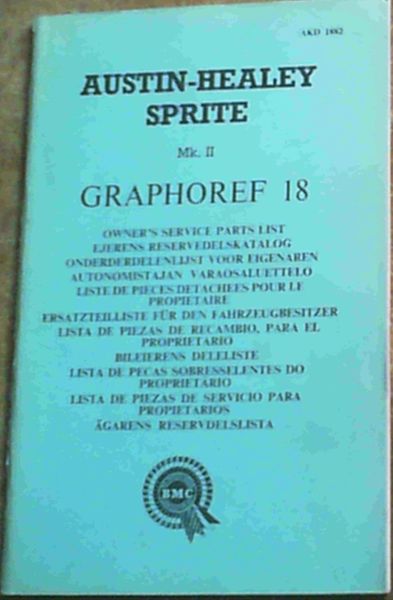 AKD 1882
AUSTIN-HEALEY
SPRITE
Mk. II
GRAPHOREF 18
OWNER'S SERVICE PARTS LIST
EJERENS RESERVEDELSKATALOG
ONDERDERDELENLIJST VOOR EIGENAREN
AUTONOMISTAJAN VARAOSALUETTELO
LISTE DE PIECES DETACHEES POUR LE
PROPIETAIRE
ERSATZTEILLISTE FÜR DEN FAHRZEUGBESITZER
LISTA DE PIEZAS DE RECAMBIO, PARA EL
PROPRIETARIO
BILEIERENS DELELISTE
LISTA DE PECAS SOBRESSELENTES DO
PROPRIETARIO
LISTA DE PIEZAS DE SERVICIO PARA
PROPIETARIOS
ÄGARENS RESERVDELSLISTA
BMC